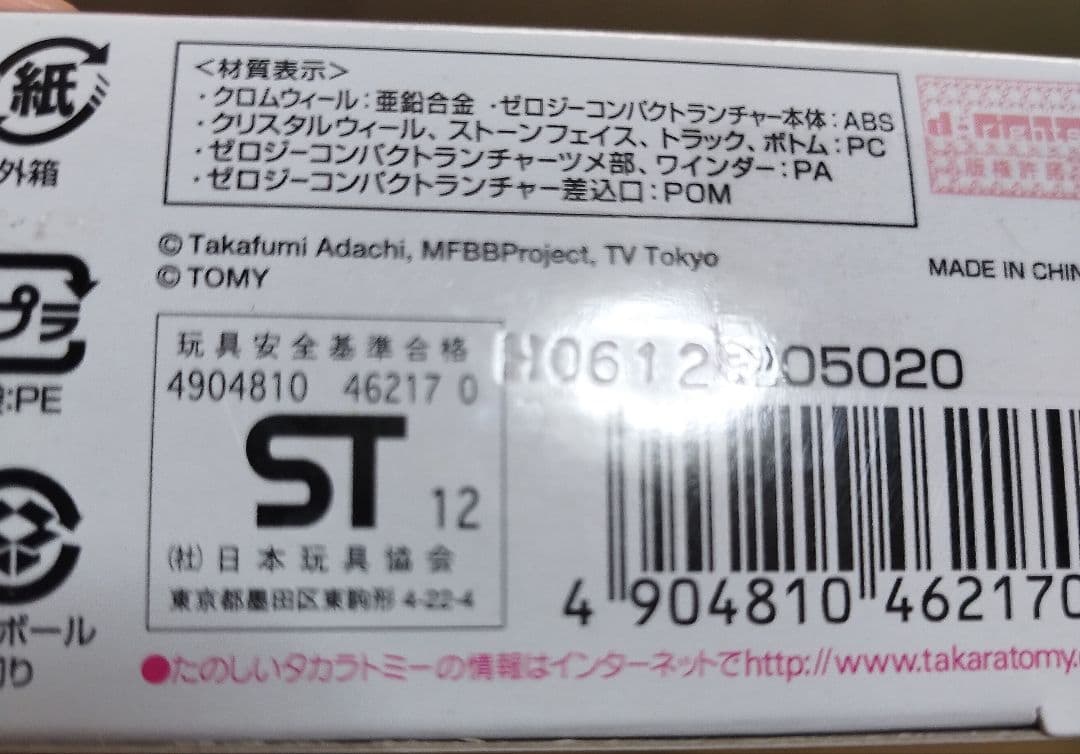 紙
外箱
<材質表示>
・クロムウィール：亜鉛合金 ・ゼロジーコンパクトランチャー本体：ABS
・クリスタルウィール、ストーンフェイス、トラック、ボトム：PC
・ゼロジーコンパクトランチャーツメ部、ワインダー：PA
・ゼロジーコンパクトランチャー差込口：POM
d-rights
版権許諾
© Takafumi Adachi, MFBBProject, TV Tokyo
© TOMY
MADE IN CHIN
プラ
:PE
玩具安全基準合格
4904810 46217 0
ST 12
(社)日本玩具協会
東京都墨田区東駒形 4-22-4
H0612 05020
4 904810 462170
ボール
り
●たのしいタカラトミーの情報はインターネットでhttp://www.takaratomy.